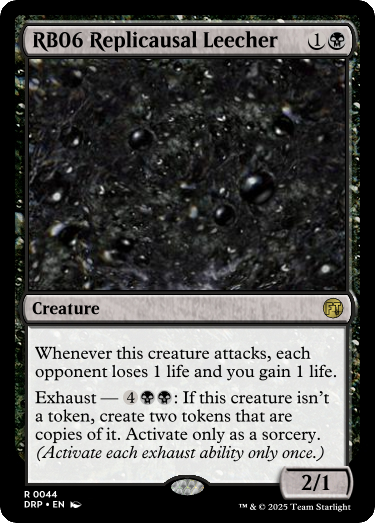 RB06 Replicausal Leecher 1
Creature FT
Whenever this creature attacks, each
opponent loses 1 life and you gain 1 life.
Exhaust — 4: If this creature isn't
a token, create two tokens that are
copies of it. Activate only as a sorcery.
(Activate each exhaust ability only once.)
2/1
R 0044
DRP • EN
™ & © 2025 Team Starlight